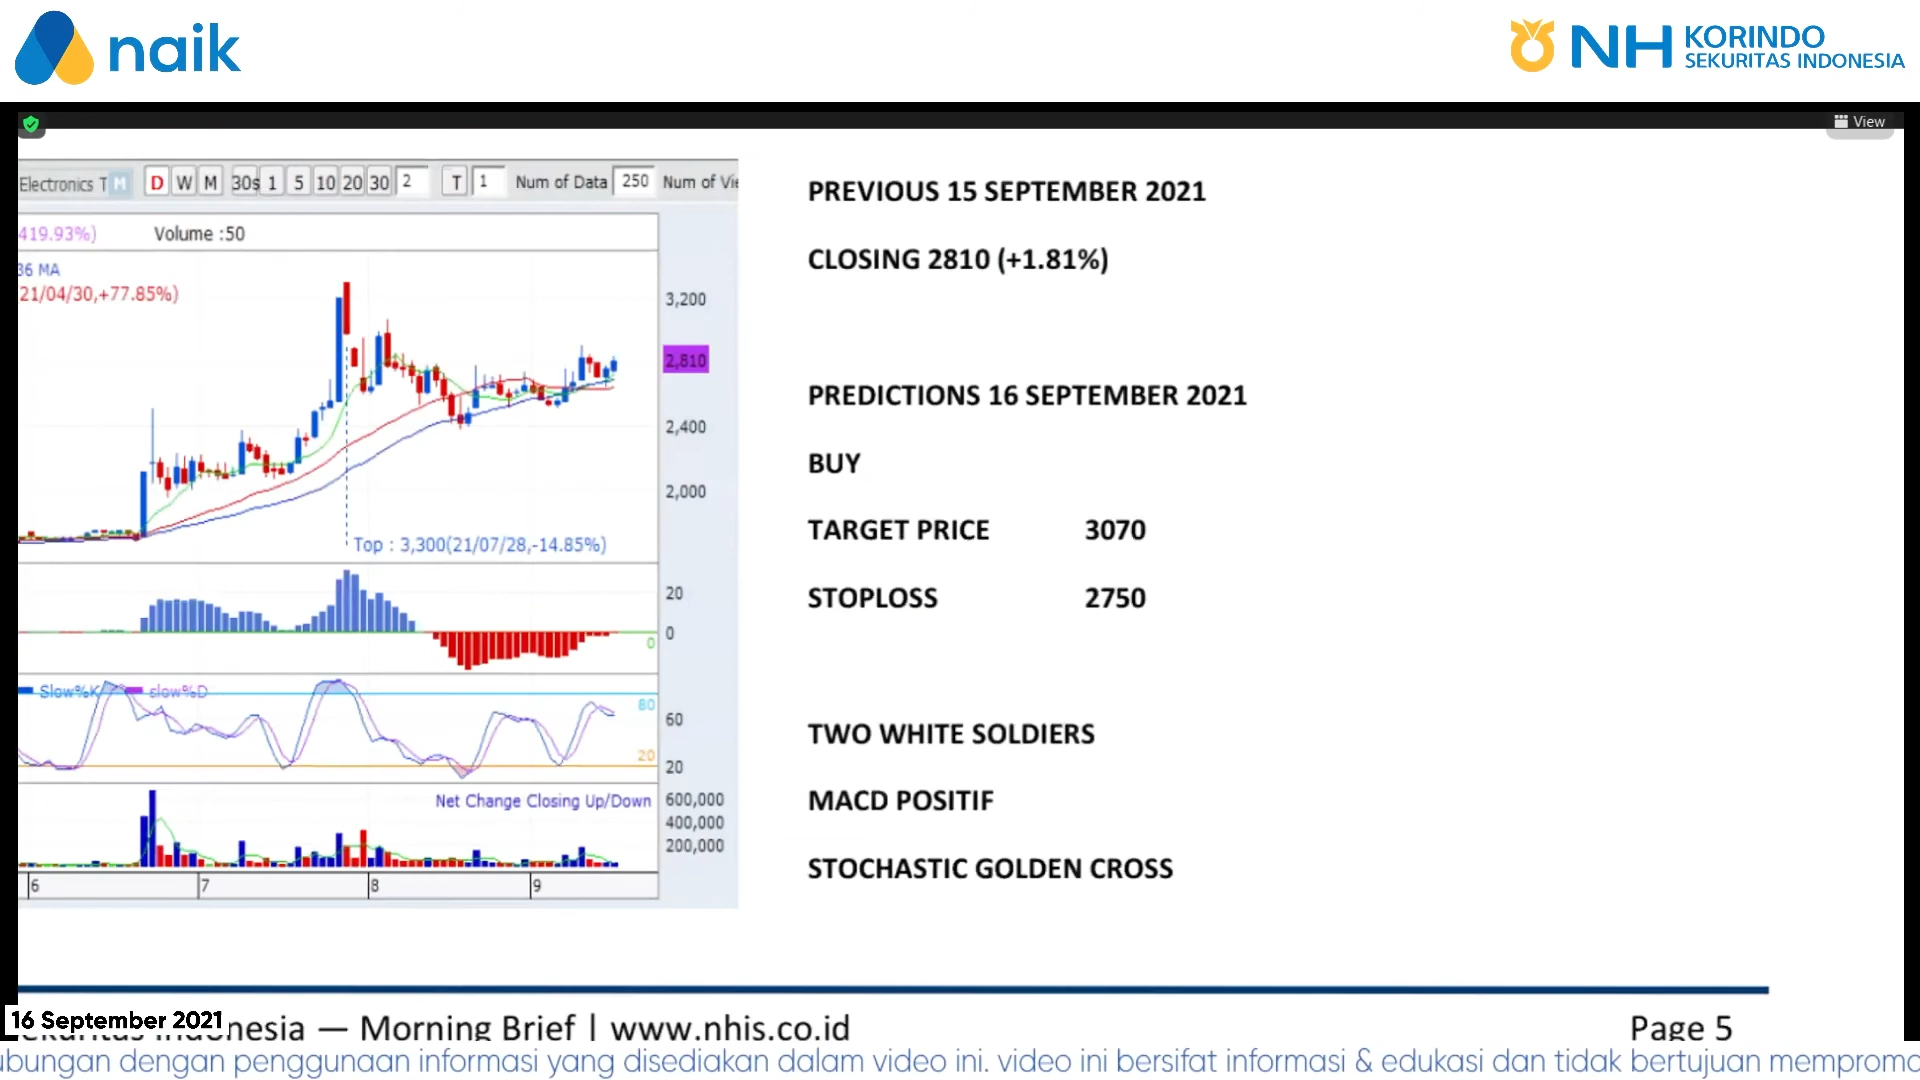 naik
NH KORINDO
SEKURITAS INDONESIA
View
Electronics T M D W M 30s 1 5 10 20 30 2 T 1 Num of Data 250 Num of Vie
419.93%) Volume :50
36 MA
21/04/30,+77.85%)
3,200
2,810
2,400
2,000
Top : 3,300(21/07/28,-14.85%)
20
0
0
Slow%K slow%D
80
60
20
20
Net Change Closing Up/Down
600,000
400,000
200,000
6 7 8 9
PREVIOUS 15 SEPTEMBER 2021
CLOSING 2810 (+1.81%)
PREDICTIONS 16 SEPTEMBER 2021
BUY
TARGET PRICE 3070
STOPLOSS 2750
TWO WHITE SOLDIERS
MACD POSITIF
STOCHASTIC GOLDEN CROSS
16 September 2021
nesia — Morning Brief | www.nhis.co.id
Page 5
ubungan dengan penggunaan informasi yang disediakan dalam video ini. video ini bersifat informasi & edukasi dan tidak bertujuan mempromo